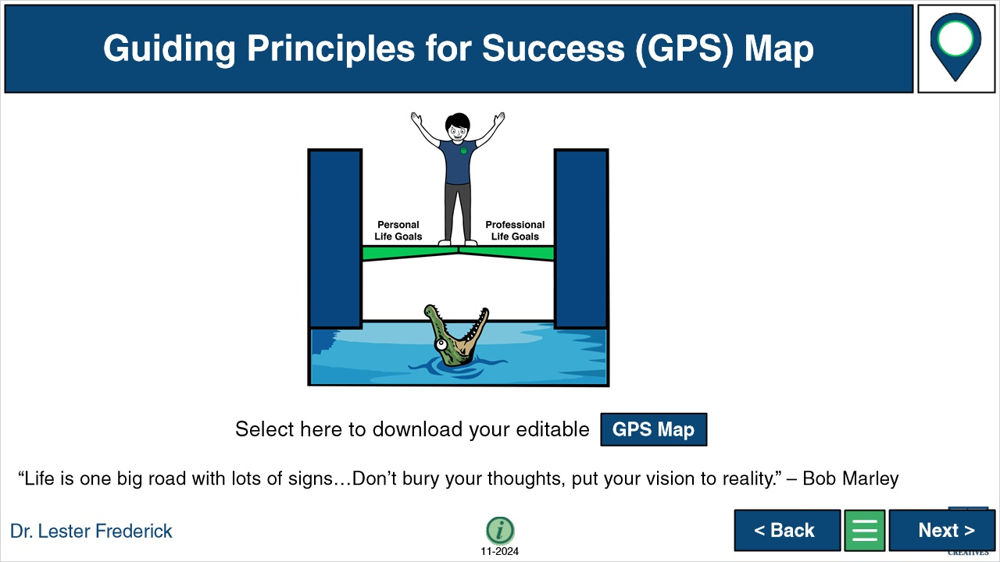 Guiding Principles for Success (GPS) Map
Personal
Life Goals
Professional
Life Goals
Select here to download your editable GPS Map
“Life is one big road with lots of signs…Don’t bury your thoughts, put your vision to reality.” – Bob Marley
Dr. Lester Frederick
i
11-2024
< Back
Next >
CREATIVES